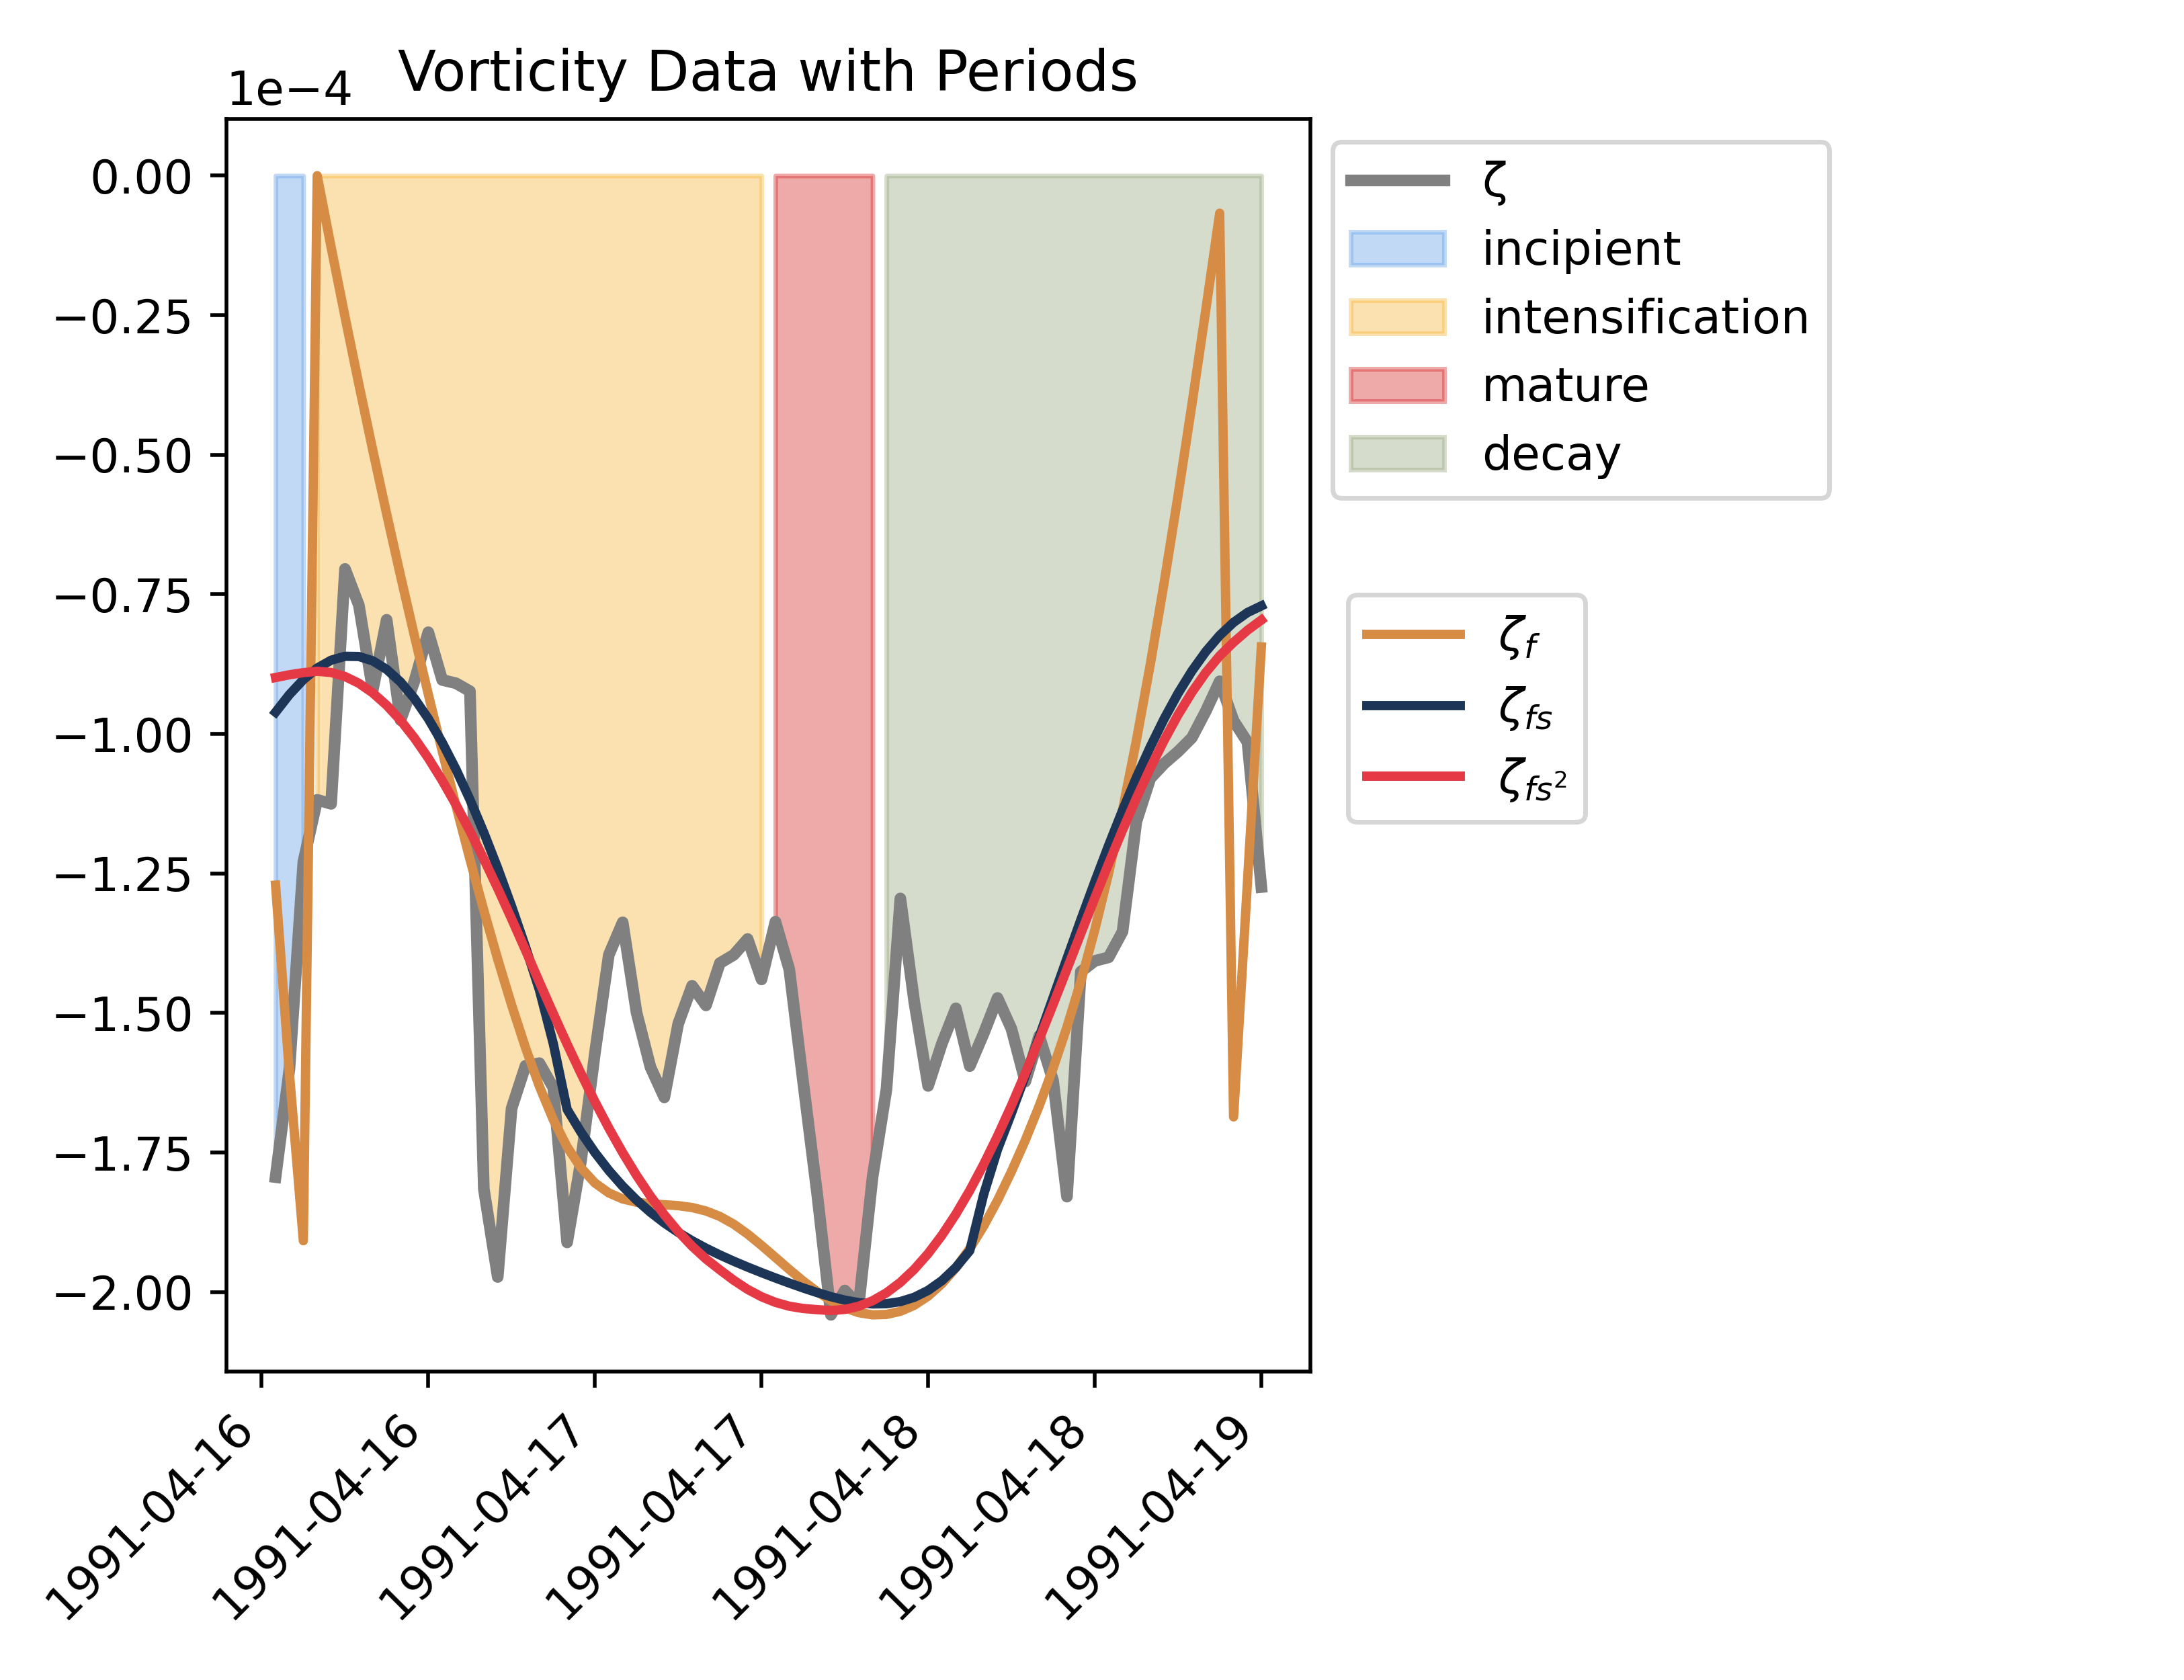 Vorticity Data with Periods
1e−4
0.00
−0.25
−0.50
−0.75
−1.00
−1.25
−1.50
−1.75
−2.00
1991-04-16
1991-04-16
1991-04-17
1991-04-17
1991-04-18
1991-04-18
1991-04-19
ζ
incipient
intensification
mature
decay
ζf
ζfs
ζfs²